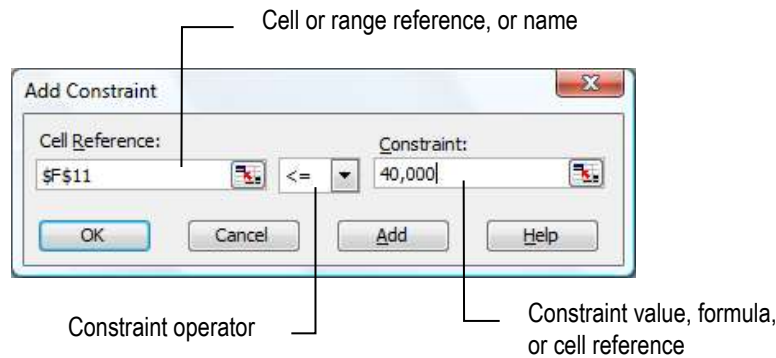 Cell or range reference, or name
Add Constraint
Cell Reference:
Constraint:
$F$11
<=
40,000
OK
Cancel
Add
Help
Constraint operator
Constraint value, formula,
or cell reference